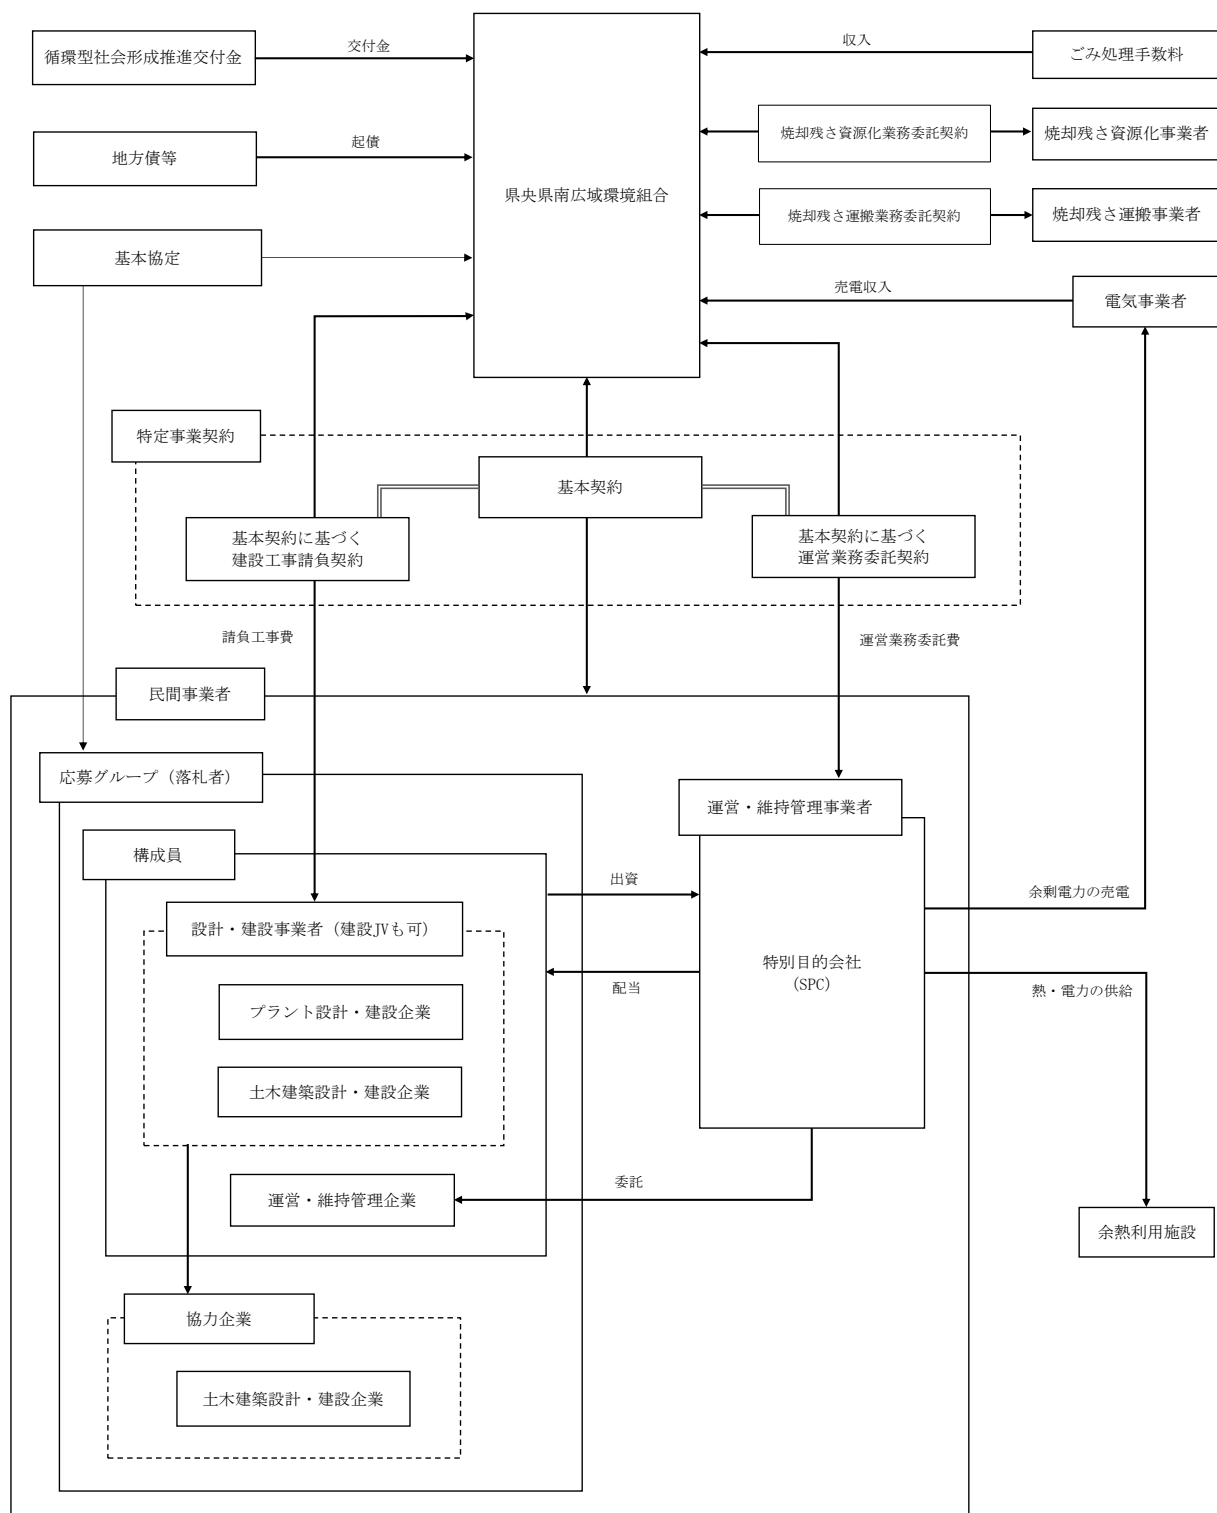 循環型社会形成推進交付金
交付金
収入
ごみ処理手数料
地方債等
起債
県央県南広域環境組合
焼却残さ資源化業務委託契約
焼却残さ資源化事業者
焼却残さ運搬業務委託契約
焼却残さ運搬事業者
基本協定
売電収入
電気事業者
特定事業契約
基本契約
基本契約に基づく
建設工事請負契約
基本契約に基づく
運営業務委託契約
請負工事費
運営業務委託費
民間事業者
応募グループ（落札者）
運営・維持管理事業者
構成員
出資
余剰電力の売電
設計・建設事業者（建設JVも可）
特別目的会社
（SPC）
配当
熱・電力の供給
プラント設計・建設企業
土木建築設計・建設企業
委託
運営・維持管理企業
余熱利用施設
協力企業
土木建築設計・建設企業